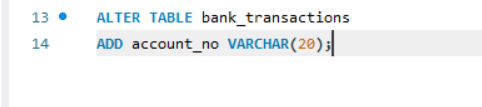 13 ALTER TABLE bank_transactions
14 ADD account_no VARCHAR(20);